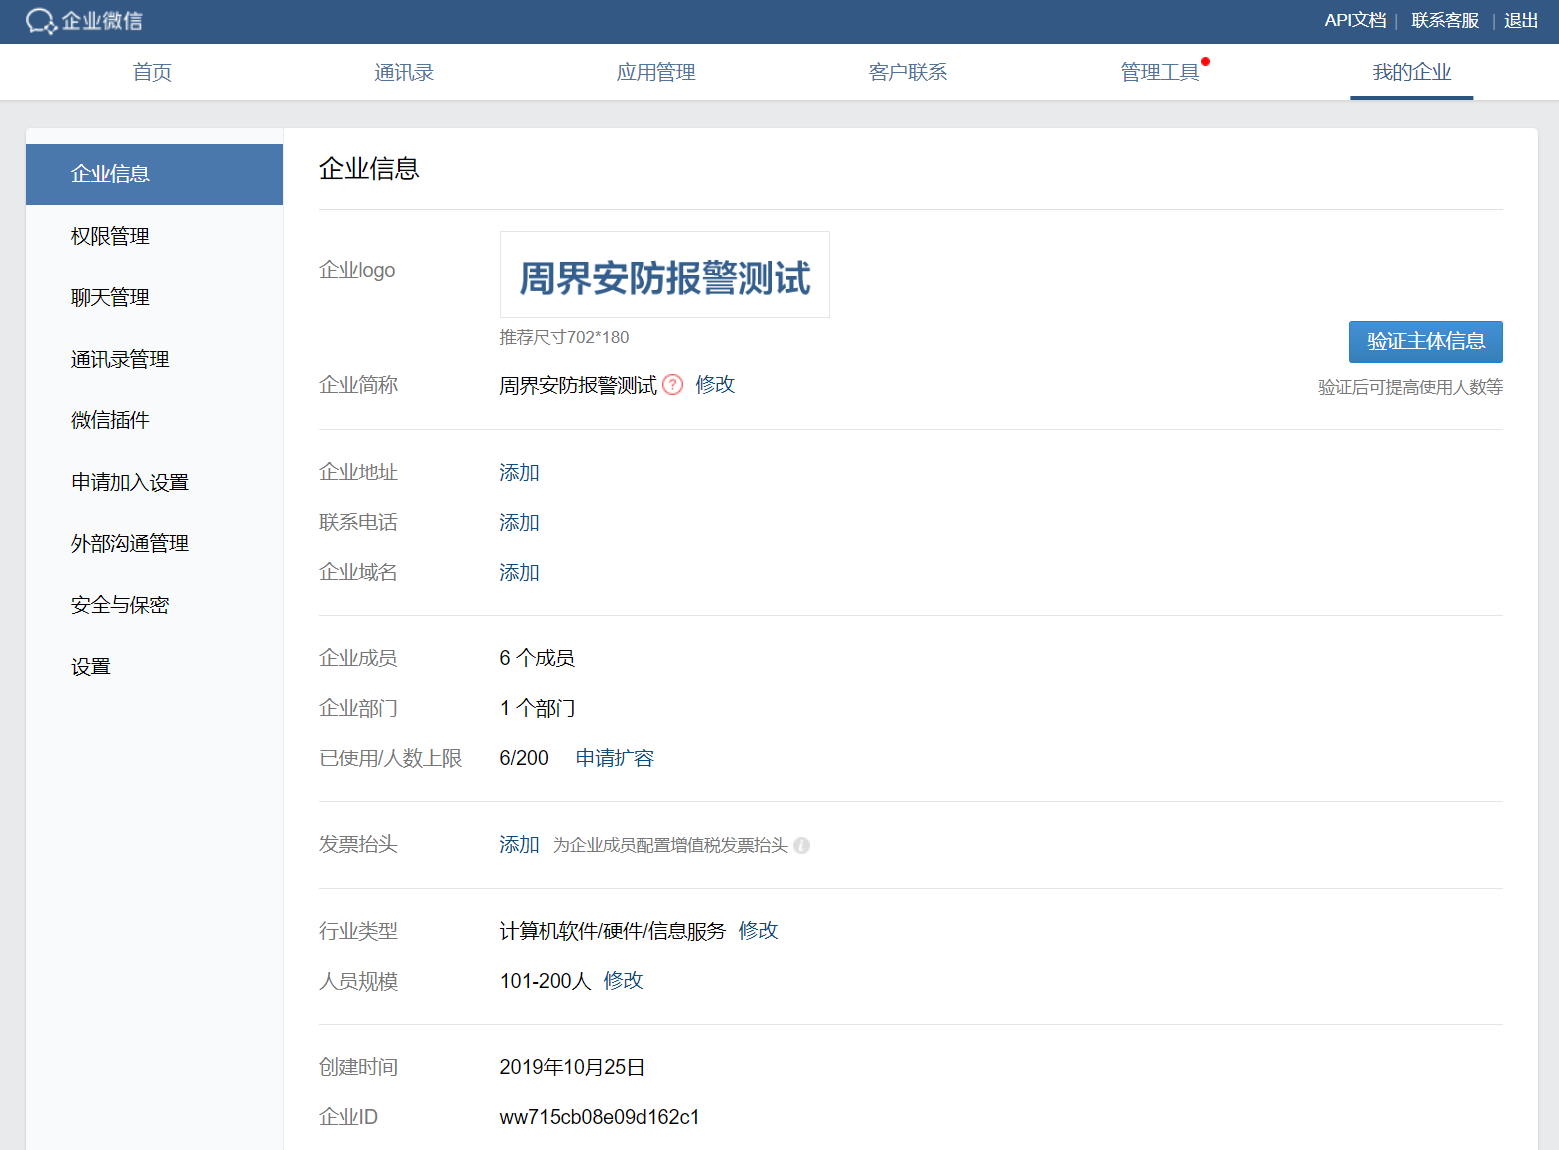 企业微信
API文档 | 联系客服 | 退出
首页 通讯录 应用管理 客户联系 管理工具 我的企业
企业信息
权限管理
聊天管理
通讯录管理
微信插件
申请加入设置
外部沟通管理
安全与保密
设置
企业信息
企业logo
周界安防报警测试
推荐尺寸702*180
验证主体信息
企业简称 周界安防报警测试 ? 修改
验证后可提高使用人数等
企业地址 添加
联系电话 添加
企业域名 添加
企业成员 6 个成员
企业部门 1 个部门
已使用/人数上限 6/200 申请扩容
发票抬头 添加 为企业成员配置增值税发票抬头 i
行业类型 计算机软件/硬件/信息服务 修改
人员规模 101-200人 修改
创建时间 2019年10月25日
企业ID ww715cb08e09d162c1